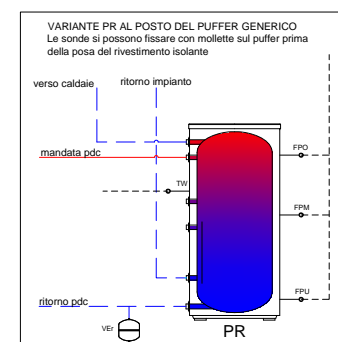 VARIANTE PR AL POSTO DEL PUFFER GENERICO
Le sonde si possono fissare con mollette sul puffer prima
della posa del rivestimento isolante
verso caldaie
ritorno impianto
mandata pdc
FPO
TW
FPM
ritorno pdc
FPU
VEr
PR